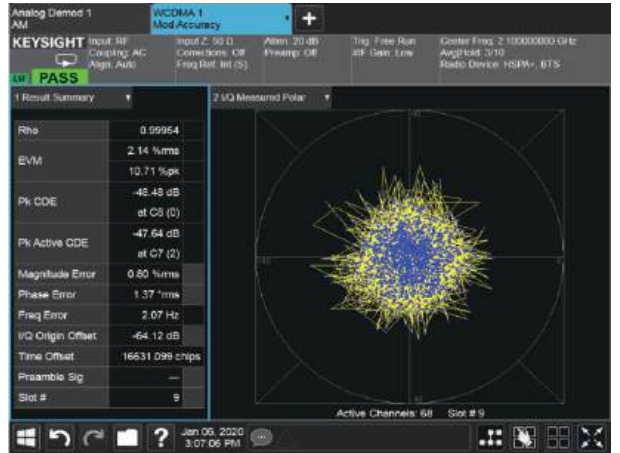 Analog Demod 1
AM
WCDMA 1
Mod Accuracy
KEYSIGHT
Input: RF
Coupling: AC
Align: Auto
Input Z: 50 Ω
Corrections: Off
Freq Ref: Int (S)
Atten: 20 dB
Preamp: Off
Trig: Free Run
#IF Gain: Low
Center Freq: 2.100000000 GHz
Avg|Hold: 3/10
Radio Device: HSPA+, BTS
PASS
1 Result Summary
Rho 0.99954
EVM 2.14 %rms
10.71 %pk
Pk CDE -48.48 dB
at C8 (0)
Pk Active CDE -47.64 dB
at C7 (2)
Magnitude Error 0.80 %rms
Phase Error 1.37 °rms
Freq Error 2.07 Hz
I/Q Origin Offset -64.12 dB
Time Offset 16631.099 chips
Preamble Sig ---
Slot # 9
2 I/Q Measured Polar
Active Channels: 68 Slot # 9
Jan 06, 2020
3:07:06 PM